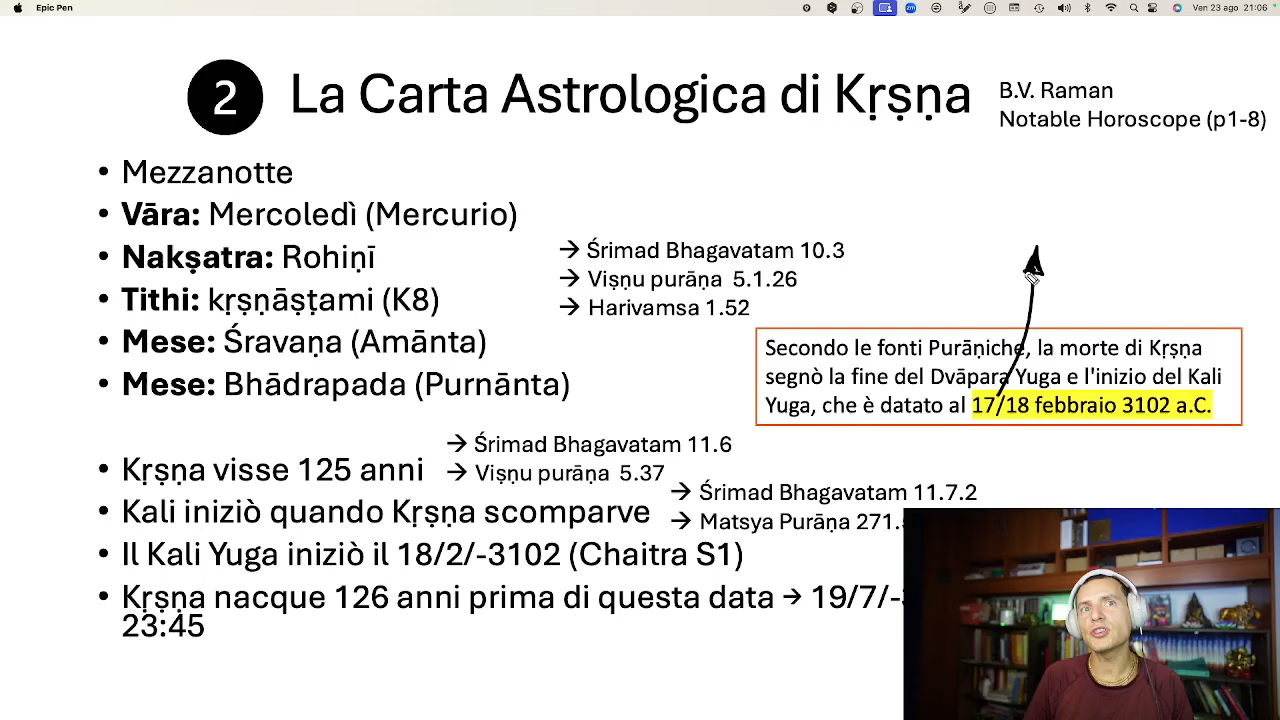 Epic Pen
Ven 23 ago 21:06
2
La Carta Astrologica di Kṛṣṇa
B.V. Raman
Notable Horoscope (p1-8)
• Mezzanotte
• Vāra: Mercoledì (Mercurio)
• Nakṣatra: Rohiṇī
• Tithi: kṛṣṇāṣṭami (K8)
• Mese: Śravaṇa (Amānta)
• Mese: Bhādrapada (Purnānta)
→ Śrimad Bhagavatam 10.3
→ Viṣṇu purāṇa 5.1.26
→ Harivamsa 1.52
Secondo le fonti Purāṇiche, la morte di Kṛṣṇa
segnò la fine del Dvāpara Yuga e l'inizio del Kali
Yuga, che è datato al 17/18 febbraio 3102 a.C.
• Kṛṣṇa visse 125 anni
→ Śrimad Bhagavatam 11.6
→ Viṣṇu purāṇa 5.37
• Kali iniziò quando Kṛṣṇa scomparve
→ Śrimad Bhagavatam 11.7.2
→ Matsya Purāṇa 271.
• Il Kali Yuga iniziò il 18/2/-3102 (Chaitra S1)
• Kṛṣṇa nacque 126 anni prima di questa data → 19/7/-
23:45